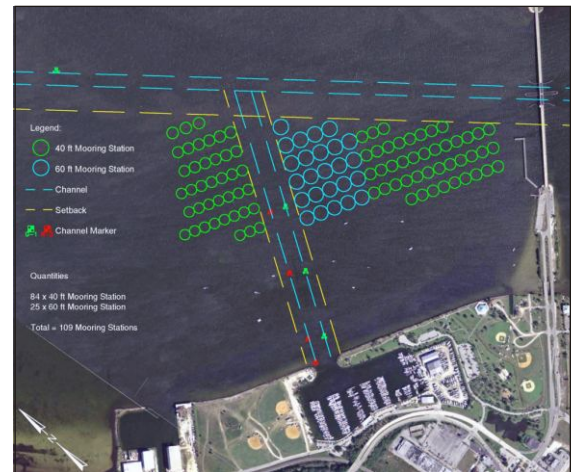 Legend:
40 ft Mooring Station
60 ft Mooring Station
Channel
Setback
Channel Marker
Quantities
84 x 40 ft Mooring Station
25 x 60 ft Mooring Station
Total = 109 Mooring Stations
N